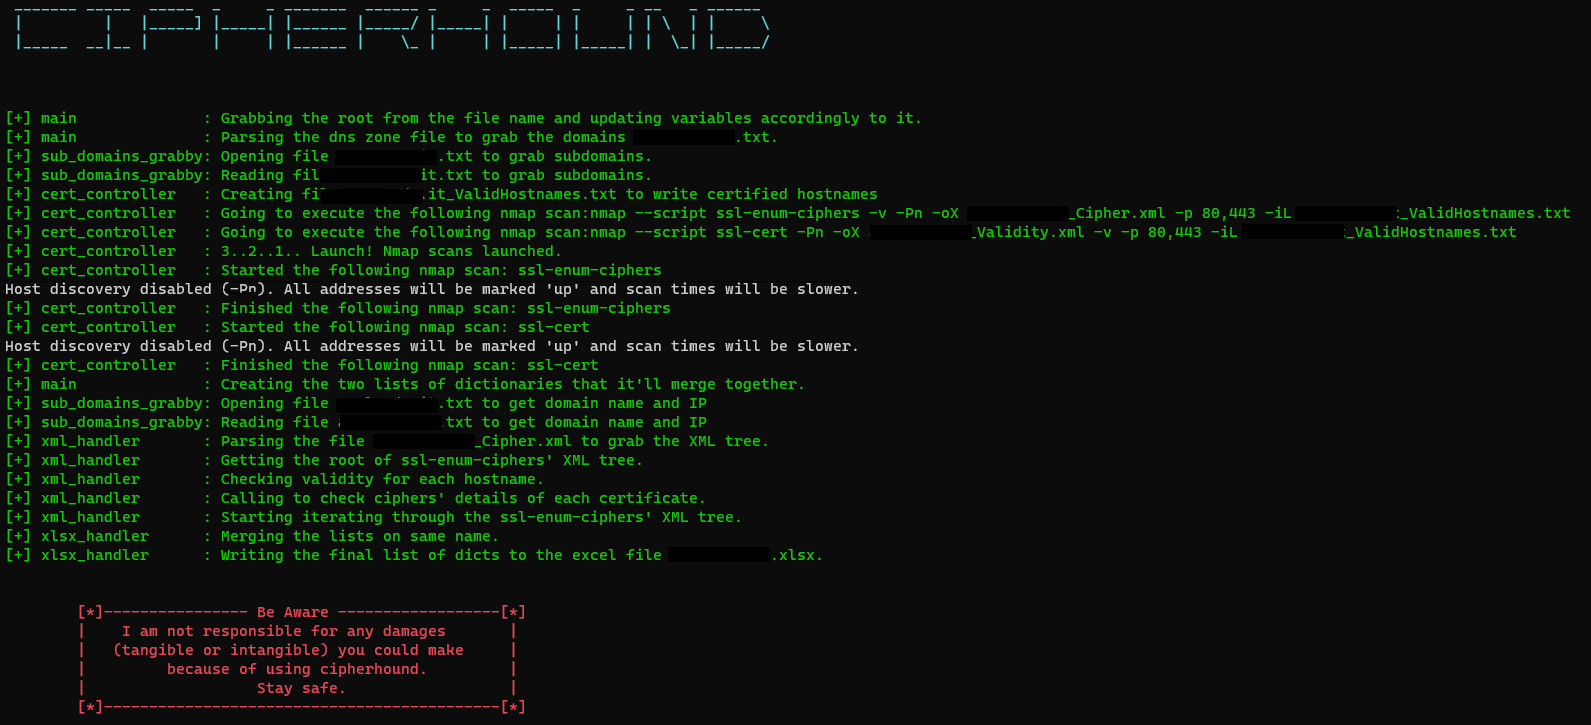 CIPHERHOUND
[+] main : Grabbing the root from the file name and updating variables accordingly to it.
[+] main : Parsing the dns zone file to grab the domains .txt.
[+] sub_domains_grabby: Opening file .txt to grab subdomains.
[+] sub_domains_grabby: Reading fil it.txt to grab subdomains.
[+] cert_controller : Creating fi .it_ValidHostnames.txt to write certified hostnames
[+] cert_controller : Going to execute the following nmap scan:nmap --script ssl-enum-ciphers -v -Pn -oX _Cipher.xml -p 80,443 -iL _ValidHostnames.txt
[+] cert_controller : Going to execute the following nmap scan:nmap --script ssl-cert -Pn -oX _Validity.xml -v -p 80,443 -iL _ValidHostnames.txt
[+] cert_controller : 3..2..1.. Launch! Nmap scans launched.
[+] cert_controller : Started the following nmap scan: ssl-enum-ciphers
Host discovery disabled (-Pn). All addresses will be marked 'up' and scan times will be slower.
[+] cert_controller : Finished the following nmap scan: ssl-enum-ciphers
[+] cert_controller : Started the following nmap scan: ssl-cert
Host discovery disabled (-Pn). All addresses will be marked 'up' and scan times will be slower.
[+] cert_controller : Finished the following nmap scan: ssl-cert
[+] main : Creating the two lists of dictionaries that it'll merge together.
[+] sub_domains_grabby: Opening file .txt to get domain name and IP
[+] sub_domains_grabby: Reading file .txt to get domain name and IP
[+] xml_handler : Parsing the file _Cipher.xml to grab the XML tree.
[+] xml_handler : Getting the root of ssl-enum-ciphers' XML tree.
[+] xml_handler : Checking validity for each hostname.
[+] xml_handler : Calling to check ciphers' details of each certificate.
[+] xml_handler : Starting iterating through the ssl-enum-ciphers' XML tree.
[+] xlsx_handler : Merging the lists on same name.
[+] xlsx_handler : Writing the final list of dicts to the excel file .xlsx.
[*]---------------- Be Aware ------------------[*]
| I am not responsible for any damages |
| (tangible or intangible) you could make |
| because of using cipherhound. |
| Stay safe. |
[*]--------------------------------------------[*]